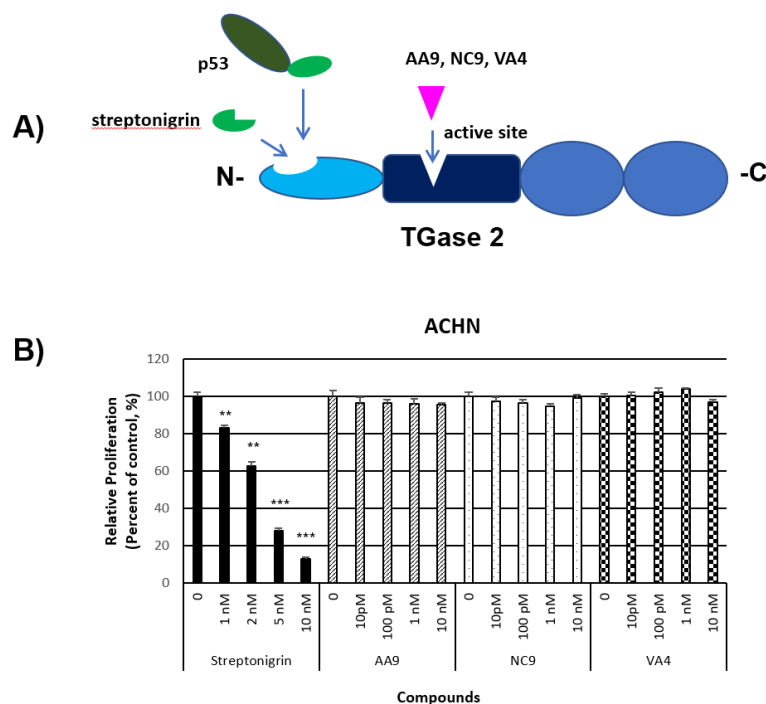 p53
AA9, NC9, VA4
streptonigrin
A)
active site
N-
-C
TGase 2
ACHN
B)
Relative Proliferation
(Percent of control, %)
120
100
80
60
40
20
0
**
**
***
***
0
1 nM
2 nM
5 nM
10 nM
0
10pM
100 pM
1 nM
10 nM
0
10pM
100 pM
1 nM
10 nM
0
10pM
100 pM
1 nM
10 nM
Streptonigrin
AA9
NC9
VA4
Compounds